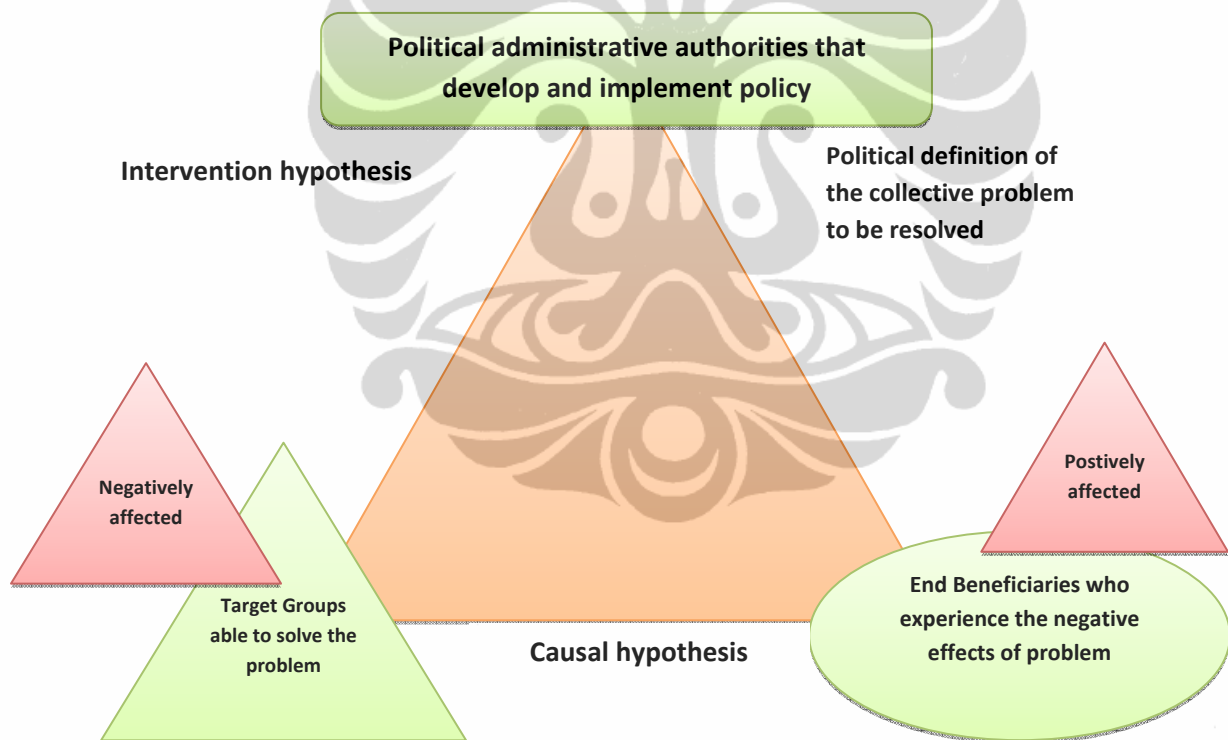 Political administrative authorities that
develop and implement policy
Intervention hypothesis
Political definition of
the collective problem
to be resolved
Negatively
affected
Postively
affected
Target Groups
able to solve the
problem
End Beneficiaries who
experience the negative
effects of problem
Causal hypothesis